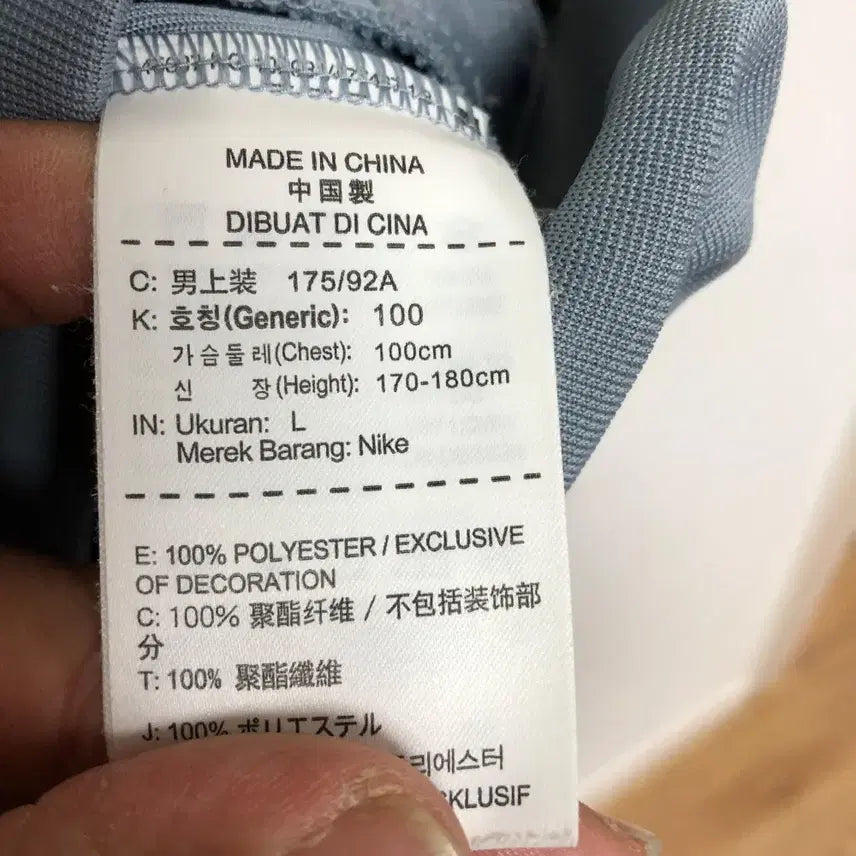 MADE IN CHINA
中国製
DIBUAT DI CINA
C: 男上装 175/92A
K: 호칭(Generic): 100
가슴둘레(Chest): 100cm
신 장(Height): 170-180cm
IN: Ukuran: L
Merek Barang: Nike
E: 100% POLYESTER / EXCLUSIVE
OF DECORATION
C: 100% 聚酯纤维 / 不包括装饰部
分
T: 100% 聚酯纖維
J: 100% ポリエステル